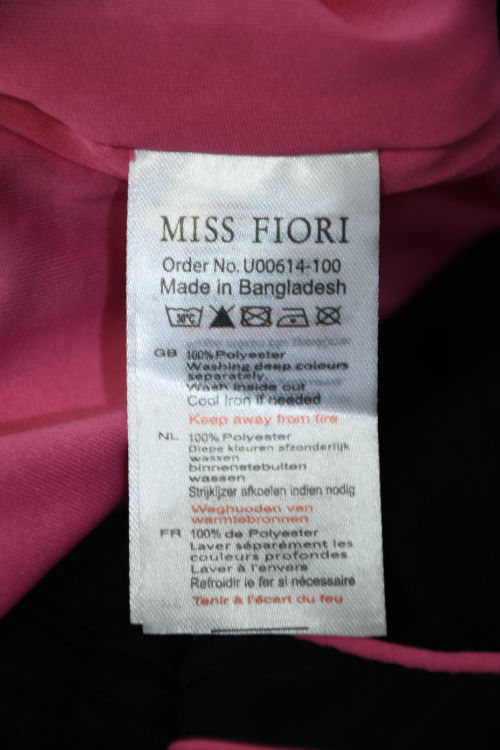 MISS FIORI
Order No. U00614-100
Made in Bangladesh
30°C
GB 100% Polyester
Washing deep colours
separately.
Wash inside out
Cool Iron if needed
Keep away from fire
NL 100% Polyester
Diepe kleuren afzonderlijk
wassen
binnenstebuiten
wassen
Strijkijzer afkoelen indien nodig
Weghuoden van
warmtebronnen
FR 100% de Polyester
Laver séparément les
couleurs profondes
Laver à l'envers
Refroidir le fer si nécessaire
Tenir à l'écart du feu